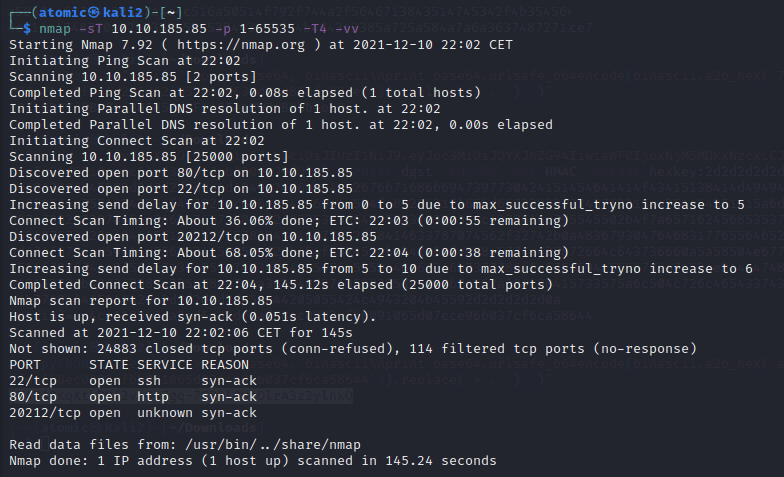 ┌──(atomic㉿kali2)-[~]
└─$ nmap -sT 10.10.185.85 -p 1-65535 -T4 -vv
Starting Nmap 7.92 ( https://nmap.org ) at 2021-12-10 22:02 CET
Initiating Ping Scan at 22:02
Scanning 10.10.185.85 [2 ports]
Completed Ping Scan at 22:02, 0.08s elapsed (1 total hosts)
Initiating Parallel DNS resolution of 1 host. at 22:02
Completed Parallel DNS resolution of 1 host. at 22:02, 0.00s elapsed
Initiating Connect Scan at 22:02
Scanning 10.10.185.85 [25000 ports]
Discovered open port 80/tcp on 10.10.185.85
Discovered open port 22/tcp on 10.10.185.85
Increasing send delay for 10.10.185.85 from 0 to 5 due to max_successful_tryno increase to 5
Connect Scan Timing: About 36.06% done; ETC: 22:03 (0:00:55 remaining)
Discovered open port 20212/tcp on 10.10.185.85
Connect Scan Timing: About 68.05% done; ETC: 22:04 (0:00:38 remaining)
Increasing send delay for 10.10.185.85 from 5 to 10 due to max_successful_tryno increase to 6
Completed Connect Scan at 22:04, 145.12s elapsed (25000 total ports)
Nmap scan report for 10.10.185.85
Host is up, received syn-ack (0.051s latency).
Scanned at 2021-12-10 22:02:06 CET for 145s
Not shown: 24883 closed tcp ports (conn-refused), 114 filtered tcp ports (no-response)
PORT      STATE SERVICE REASON
22/tcp    open  ssh     syn-ack
80/tcp    open  http    syn-ack
20212/tcp open  unknown syn-ack
Read data files from: /usr/bin/../share/nmap
Nmap done: 1 IP address (1 host up) scanned in 145.24 seconds